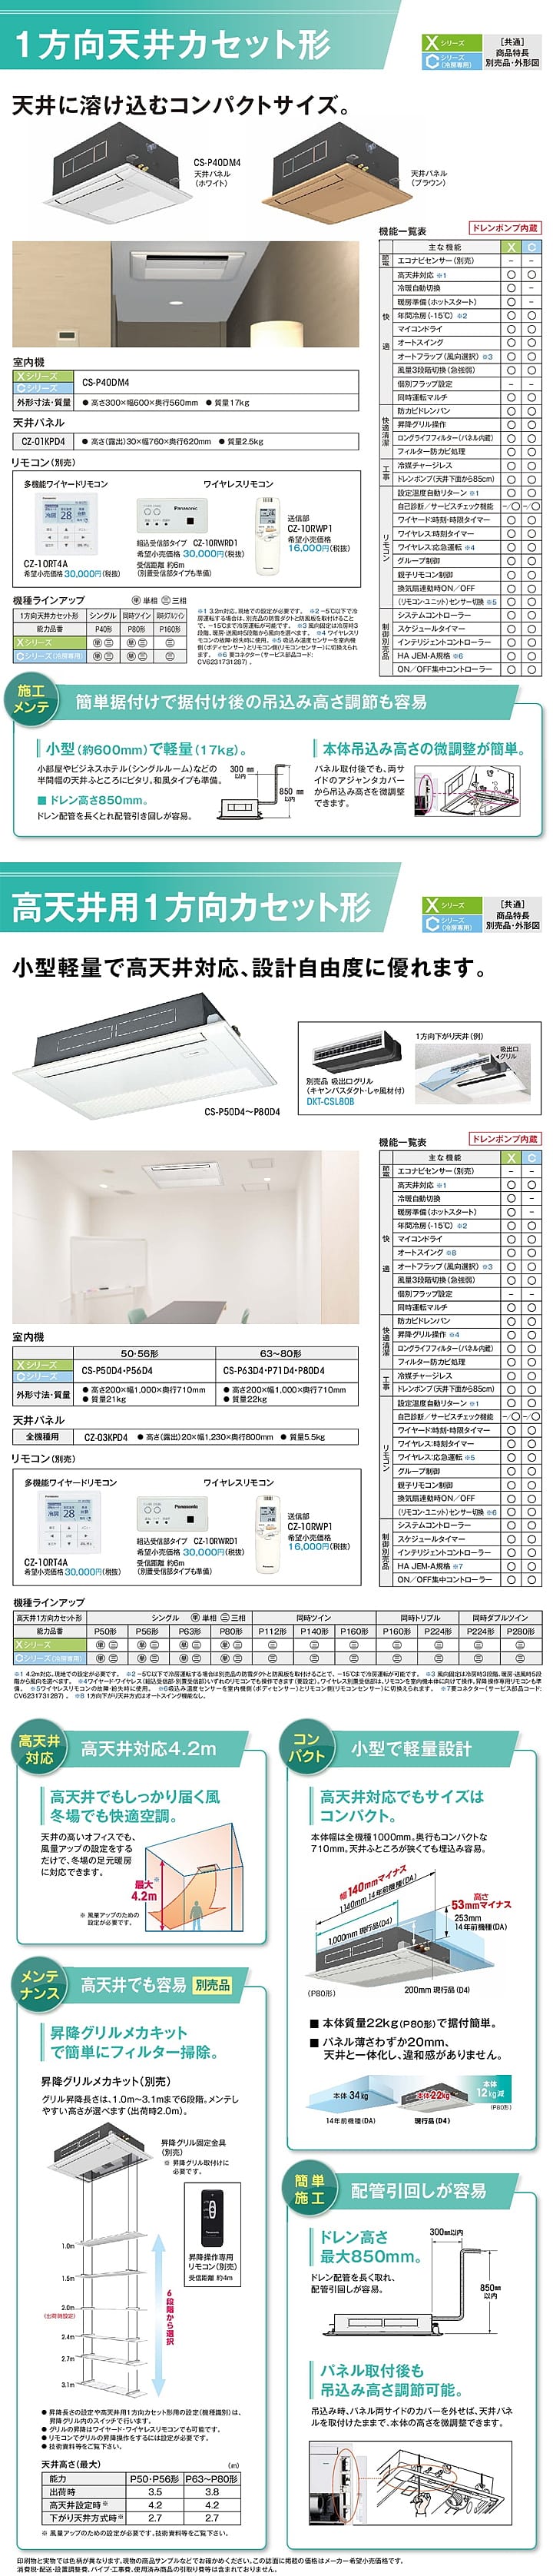 1方向天井カセット形
Xシリーズ
Cシリーズ(冷房専用)
[共通]
商品特長
別売品・外形図
天井に溶け込むコンパクトサイズ。
CS-P40DM4
天井パネル
(ホワイト)
天井パネル
(ブラウン)
機能一覧表
ドレンポンプ内蔵
主な機能 X C
節電
エコナビセンサー(別売) − −
快適
高天井対応 ※1 ○ ○
冷暖自動切換 ○ −
暖房準備(ホットスタート) ○ −
年間冷房(-15℃) ※2 ○ ○
マイコンドライ ○ ○
オートスイング ○ ○
オートフラップ(風向選択) ※3 ○ ○
風量3段階切換(急強弱) ○ ○
個別フラップ設定 − −
同時運転マルチ ○ ○
快適清潔
防カビドレンパン ○ ○
昇降グリル操作 ○ ○
ロングライフフィルター(パネル内蔵) ○ ○
フィルター防カビ処理 ○ ○
工事
冷媒チャージレス ○ ○
ドレンポンプ(天井下面から85cm) ○ ○
リモコン
設定温度自動リターン ※1 ○ ○
自己診断/サービスチェック機能 −/○ −/○
ワイヤード:時刻・時限タイマー ○ ○
ワイヤレス:時刻タイマー ○ ○
ワイヤレス:応急運転 ※4 ○ ○
グループ制御 ○ ○
親子リモコン制御 ○ ○
換気扇連動時ON/OFF ○ ○
(リモコン・ユニット)センサー切換 ※5 ○ ○
制御別売品
システムコントローラー ○ ○
スケジュールタイマー ○ ○
インテリジェントコントローラー ○ ○
HA JEM-A規格 ※6 ○ ○
ON/OFF集中コントローラー ○ ○
室内機
Xシリーズ
Cシリーズ
CS-P40DM4
外形寸法・質量 ● 高さ300×幅600×奥行560mm ● 質量17kg
天井パネル
CZ-01KPD4 ● 高さ(露出)30×幅760×奥行620mm ● 質量2.5kg
リモコン(別売)
多機能ワイヤードリモコン
CZ-10RT4A
希望小売価格 30,000円(税抜)
ワイヤレスリモコン
Panasonic
組込受信部タイプ CZ-10RWRD1
希望小売価格 30,000円(税抜)
受信距離 約6m
(別置受信部タイプも準備)
送信部
CZ-10RWP1
希望小売価格
16,000円(税抜)
機種ラインアップ 単 単相 三 三相
1方向天井カセット形 シングル 同時ツイン 同時ダブルツイン
能力品番 P40形 P80形 P160形
Xシリーズ 単 三 単 三 三
Cシリーズ(冷房専用) 単 三 単 三 三
※1 3.2m対応、現地での設定が必要です。 ※2 −5℃以下で冷
房運転する場合は、別売品の防雪ダクトと防風板を取付けること
で、−15℃まで冷房運転が可能です。 ※3 風向固定は冷房時3
段階、暖房・送風時5段階から風向を選べます。 ※4 ワイヤレスリ
モコンの故障・紛失時に使用。 ※5 吸込み温度センサーを室内機
側(ボディセンサー)とリモコン側(リモコンセンサー)に切換えられ
ます。 ※6 要コネクター(サービス部品コード:
CV6231731287)。
施工
メンテ
簡単据付けで据付け後の吊込み高さ調節も容易
小型(約600mm)で軽量(17kg)。
小部屋やビジネスホテル(シングルルーム)などの
半間幅の天井ふところにピタリ。和風タイプも準備。
■ ドレン高さ850mm。
ドレン配管を長くとれ配管引き回しが容易。
300mm
以内
850mm
以内
本体吊込み高さの微調整が簡単。
パネル取付後でも、両サ
イドのアジャンタカバー
から吊込み高さを微調整
できます。
高天井用1方向カセット形
Xシリーズ
Cシリーズ(冷房専用)
[共通]
商品特長
別売品・外形図
小型軽量で高天井対応、設計自由度に優れます。
CS-P50D4〜P80D4
別売品 吸出口グリル
(キャンバスダクト・しゃ風材付)
DKT-CSL80B
1方向下がり天井(例)
吸出口
グリル
機能一覧表
ドレンポンプ内蔵
主な機能 X C
節電
エコナビセンサー(別売) − −
快適
高天井対応 ※1 ○ ○
冷暖自動切換 ○ −
暖房準備(ホットスタート) ○ −
年間冷房(-15℃) ※2 ○ ○
マイコンドライ ○ ○
オートスイング ※8 ○ ○
オートフラップ(風向選択) ※3 ○ ○
風量3段階切換(急強弱) ○ ○
個別フラップ設定 − −
同時運転マルチ ○ ○
快適清潔
防カビドレンパン ○ ○
昇降グリル操作 ※4 ○ ○
ロングライフフィルター(パネル内蔵) ○ ○
フィルター防カビ処理 ○ ○
工事
冷媒チャージレス ○ ○
ドレンポンプ(天井下面から85cm) ○ ○
リモコン
設定温度自動リターン ※1 ○ ○
自己診断/サービスチェック機能 −/○ −/○
ワイヤード:時刻・時限タイマー ○ ○
ワイヤレス:時刻タイマー ○ ○
ワイヤレス:応急運転 ※5 ○ ○
グループ制御 ○ ○
親子リモコン制御 ○ ○
換気扇連動時ON/OFF ○ ○
(リモコン・ユニット)センサー切換 ※6 ○ ○
制御別売品
システムコントローラー ○ ○
スケジュールタイマー ○ ○
インテリジェントコントローラー ○ ○
HA JEM-A規格 ※7 ○ ○
ON/OFF集中コントローラー ○ ○
室内機
50・56形 63〜80形
Xシリーズ
Cシリーズ
CS-P50D4・P56D4 CS-P63D4・P71D4・P80D4
外形寸法・質量
● 高さ200×幅1,000×奥行710mm
● 質量21kg
● 高さ200×幅1,000×奥行710mm
● 質量22kg
天井パネル
全機種用 CZ-03KPD4 ● 高さ(露出)20×幅1,230×奥行800mm ● 質量5.5kg
リモコン(別売)
多機能ワイヤードリモコン
CZ-10RT4A
希望小売価格 30,000円(税抜)
ワイヤレスリモコン
Panasonic
組込受信部タイプ CZ-10RWRD1
希望小売価格 30,000円(税抜)
受信距離 約6m
(別置受信部タイプも準備)
送信部
CZ-10RWP1
希望小売価格
16,000円(税抜)
機種ラインアップ
高天井1方向カセット形 シングル 単 単相 三 三相 同時ツイン 同時トリプル 同時ダブルツイン
能力品番 P50形 P56形 P63形 P80形 P112形 P140形 P160形 P160形 P224形 P224形 P280形
Xシリーズ 単 三 単 三 単 三 単 三 三 三 三 三 三 三 三
Cシリーズ(冷房専用) 単 三 単 三 単 三 単 三 三 三 三 三 三 三 三
※1 4.2m対応、現地での設定が必要です。 ※2 −5℃以下で冷房運転する場合は別売品の防雪ダクトと防風板を取付けることで、−15℃まで冷房運転が可能です。 ※3 風向固定は冷房時3段階、暖房・送風時5段
階から風向を選べます。 ※4ワイヤード・ワイヤレス(組込受信部・別置受信部)いずれのリモコンでも操作できます(要設定)。ワイヤレス別置受信部は、リモコンを室内機本体に向けて操作。昇降操作専用リモコンも準
備。 ※5ワイヤレスリモコンの故障・紛失時に使用。 ※6吸込み温度センサーを室内機側(ボディセンサー)とリモコン側(リモコンセンサー)に切換えられます。 ※7要コネクター(サービス部品コード:
CV6231731287)。 ※8 1方向下がり天井方式はオートスイング機能なし。
高天井
対応
高天井対応4.2m
高天井でもしっかり届く風
冬場でも快適空調。
天井の高いオフィスでも、
風量アップの設定をする
だけで、冬場の足元暖房
に対応できます。
最大※
4.2m
※ 風量アップのための
設定が必要です。
コン
パクト
小型で軽量設計
高天井対応でもサイズは
コンパクト。
本体幅は全機種1000mm。奥行もコンパクトな
710mm。天井ふところが狭くても埋込み容易。
幅140mmマイナス
1,140mm 14年前機種(DA)
1,000mm 現行品(D4)
高さ
53mmマイナス
253mm
14年前機種(DA)
200mm 現行品(D4)
(P80形)
■ 本体質量22kg(P80形)で据付簡単。
■ パネル薄さわずか20mm、
天井と一体化し、違和感がありません。
本体34kg
14年前機種(DA)
本体22kg
現行品(D4)
本体
12kg減
(P80形)
メンテ
ナンス
高天井でも容易 別売品
昇降グリルメカキット
で簡単にフィルター掃除。
昇降グリルメカキット(別売)
グリル昇降長さは、1.0m〜3.1mまで6段階。メンテし
やすい高さが選べます(出荷時2.0m)。
昇降グリル固定金具
(別売)
※ 昇降グリル取付けに
必要です。
昇降操作専用
リモコン(別売)
受信距離 約4m
1.0m
1.5m
2.0m
(出荷時設定)
2.4m
2.7m
3.1m
6段階から選択
● 昇降長さの設定や高天井用1方向カセット形用の設定(機種識別)は、
昇降グリル内のスイッチで行います。
● グリルの昇降はワイヤード・ワイヤレスリモコンでも可能です。
● リモコンでグリルの昇降操作をするには設定が必要です。
● 技術資料等をご覧下さい。
天井高さ(最大) (m)
能力 P50・P56形 P63〜P80形
出荷時 3.5 3.8
高天井設定時※ 4.2 4.2
下がり天井方式時※ 2.7 2.7
※ 風量アップのための設定が必要です。技術資料等をご覧下さい。
簡単
施工
配管引回しが容易
ドレン高さ
最大850mm。
ドレン配管を長く取れ、
配管引回しが容易。
300mm以内
850mm
以内
パネル取付後も
吊込み高さ調節可能。
吊込み時、パネル両サイドのカバーを外せば、天井パネ
ルを取付けたままで、本体の高さを微調整できます。
印刷物と実物では色柄が異なります。現物の商品サンプルなどでお確かめください。この誌面に掲載の価格はメーカー希望小売価格です。
消費税・配送・設置調整費、パイプ・工事費、使用済み商品の引取り費等は含まれておりません。